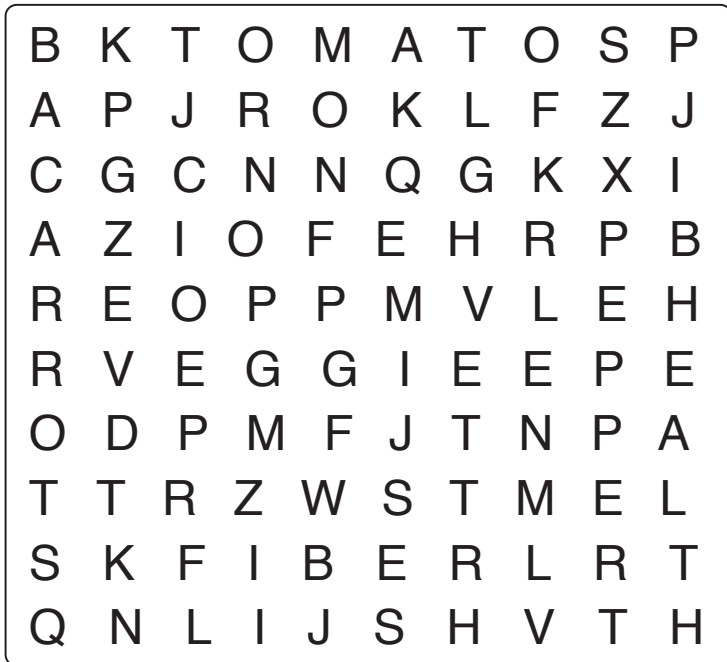 B K T O M A T O S P
A P J R O K L F Z J
C G C N N Q G K X I
A Z I O F E H R P B
R E O P P M V L E H
R V E G G I E E P E
O D P M F J T N P A
T T R Z W S T M E L
S K F I B E R L R T
Q N L I J S H V T H